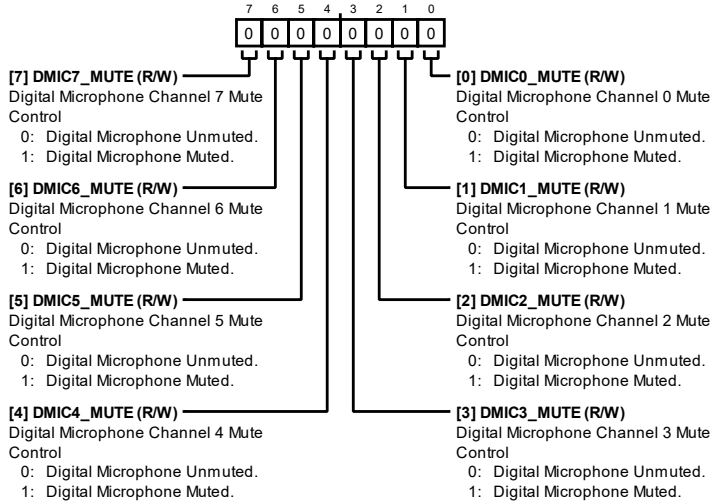 7 6 5 4 3 2 1 0
0 0 0 0 0 0 0 0
[7] DMIC7_MUTE (R/W)
Digital Microphone Channel 7 Mute
Control
0: Digital Microphone Unmuted.
1: Digital Microphone Muted.
[6] DMIC6_MUTE (R/W)
Digital Microphone Channel 6 Mute
Control
0: Digital Microphone Unmuted.
1: Digital Microphone Muted.
[5] DMIC5_MUTE (R/W)
Digital Microphone Channel 5 Mute
Control
0: Digital Microphone Unmuted.
1: Digital Microphone Muted.
[4] DMIC4_MUTE (R/W)
Digital Microphone Channel 4 Mute
Control
0: Digital Microphone Unmuted.
1: Digital Microphone Muted.
[0] DMIC0_MUTE (R/W)
Digital Microphone Channel 0 Mute
Control
0: Digital Microphone Unmuted.
1: Digital Microphone Muted.
[1] DMIC1_MUTE (R/W)
Digital Microphone Channel 1 Mute
Control
0: Digital Microphone Unmuted.
1: Digital Microphone Muted.
[2] DMIC2_MUTE (R/W)
Digital Microphone Channel 2 Mute
Control
0: Digital Microphone Unmuted.
1: Digital Microphone Muted.
[3] DMIC3_MUTE (R/W)
Digital Microphone Channel 3 Mute
Control
0: Digital Microphone Unmuted.
1: Digital Microphone Muted.